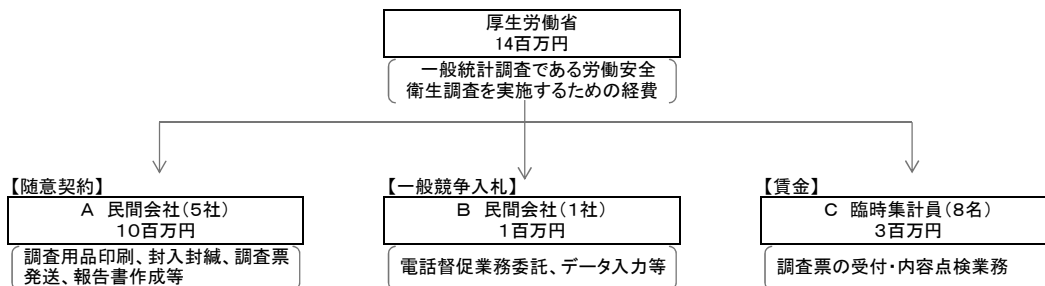 厚生労働省
14百万円
一般統計調査である労働安全
衛生調査を実施するための経費
【随意契約】
A 民間会社(5社)
10百万円
調査用品印刷、封入封緘、調査票
発送、報告書作成等
【一般競争入札】
B 民間会社(1社)
1百万円
電話督促業務委託、データ入力等
【賃金】
C 臨時集計員(8名)
3百万円
調査票の受付・内容点検業務